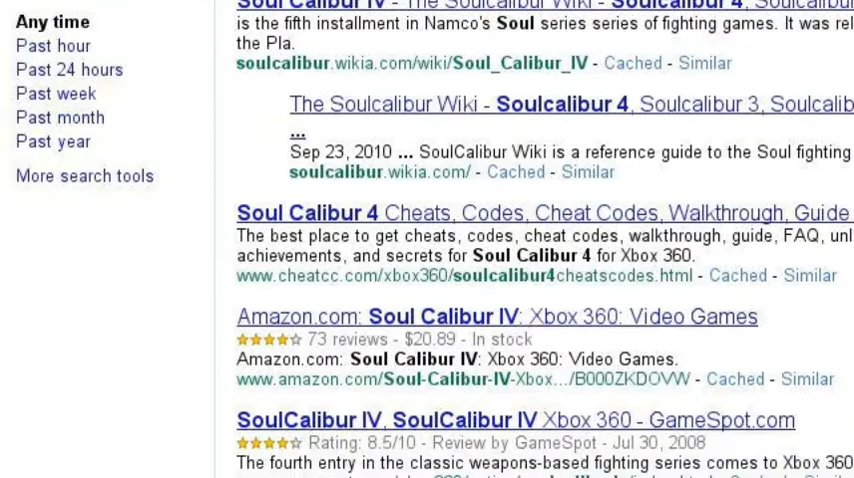 Any time
Past hour
Past 24 hours
Past week
Past month
Past year
More search tools
Soul Calibur IV - The Soulcalibur Wiki - Soulcalibur 4, Soulcalibur
is the fifth installment in Namco's Soul series series of fighting games. It was rel
the Pla.
soulcalibur.wikia.com/wiki/Soul_Calibur_IV - Cached - Similar
The Soulcalibur Wiki - Soulcalibur 4, Soulcalibur 3, Soulcalib
...
Sep 23, 2010 ... SoulCalibur Wiki is a reference guide to the Soul fighting
soulcalibur.wikia.com/ - Cached - Similar
Soul Calibur 4 Cheats, Codes, Cheat Codes, Walkthrough, Guide
The best place to get cheats, codes, cheat codes, walkthrough, guide, FAQ, unl
achievements, and secrets for Soul Calibur 4 for Xbox 360.
www.cheatcc.com/xbox360/soulcalibur4cheatscodes.html - Cached - Similar
Amazon.com: Soul Calibur IV: Xbox 360: Video Games
73 reviews - $20.89 - In stock
Amazon.com: Soul Calibur IV: Xbox 360: Video Games.
www.amazon.com/Soul-Calibur-IV-Xbox.../B000ZKDOVW - Cached - Similar
SoulCalibur IV, SoulCalibur IV Xbox 360 - GameSpot.com
Rating: 8.5/10 - Review by GameSpot - Jul 30, 2008
The fourth entry in the classic weapons-based fighting series comes to Xbox 360